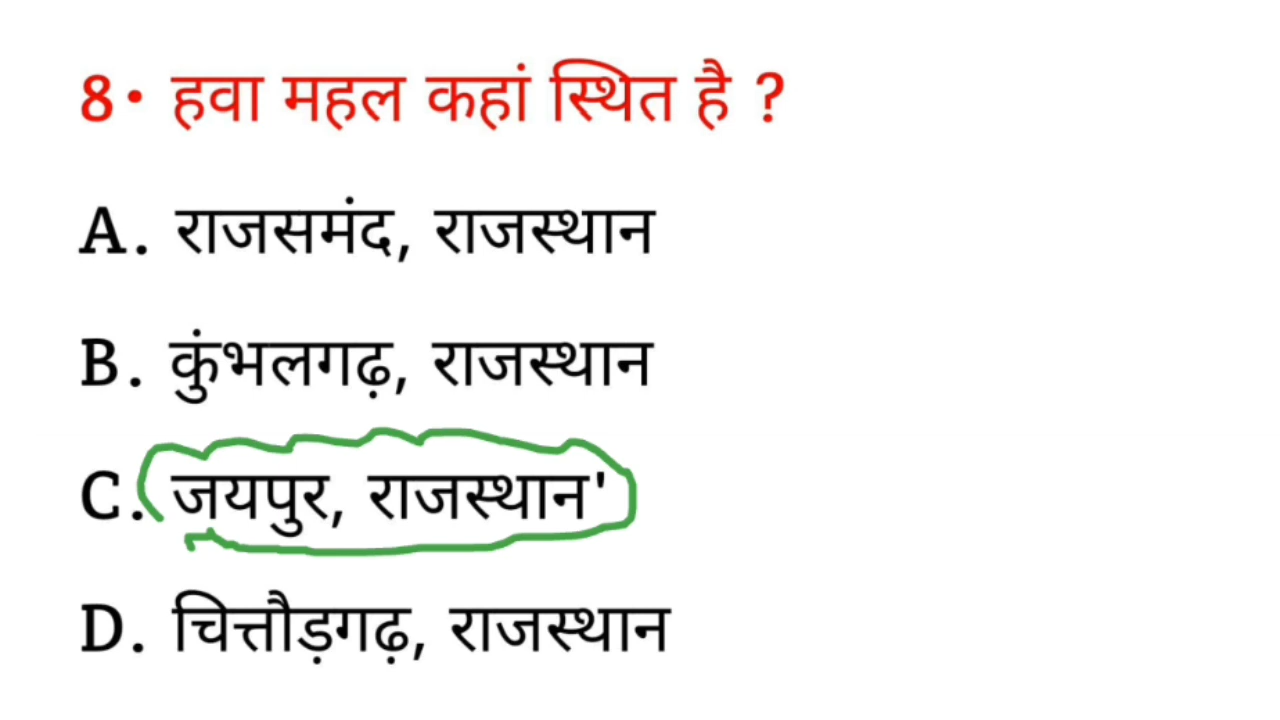 8• हवा महल कहां स्थित है ?
A. राजसमंद, राजस्थान
B. कुंभलगढ़, राजस्थान
C. जयपुर, राजस्थान'
D. चित्तौड़गढ़, राजस्थान